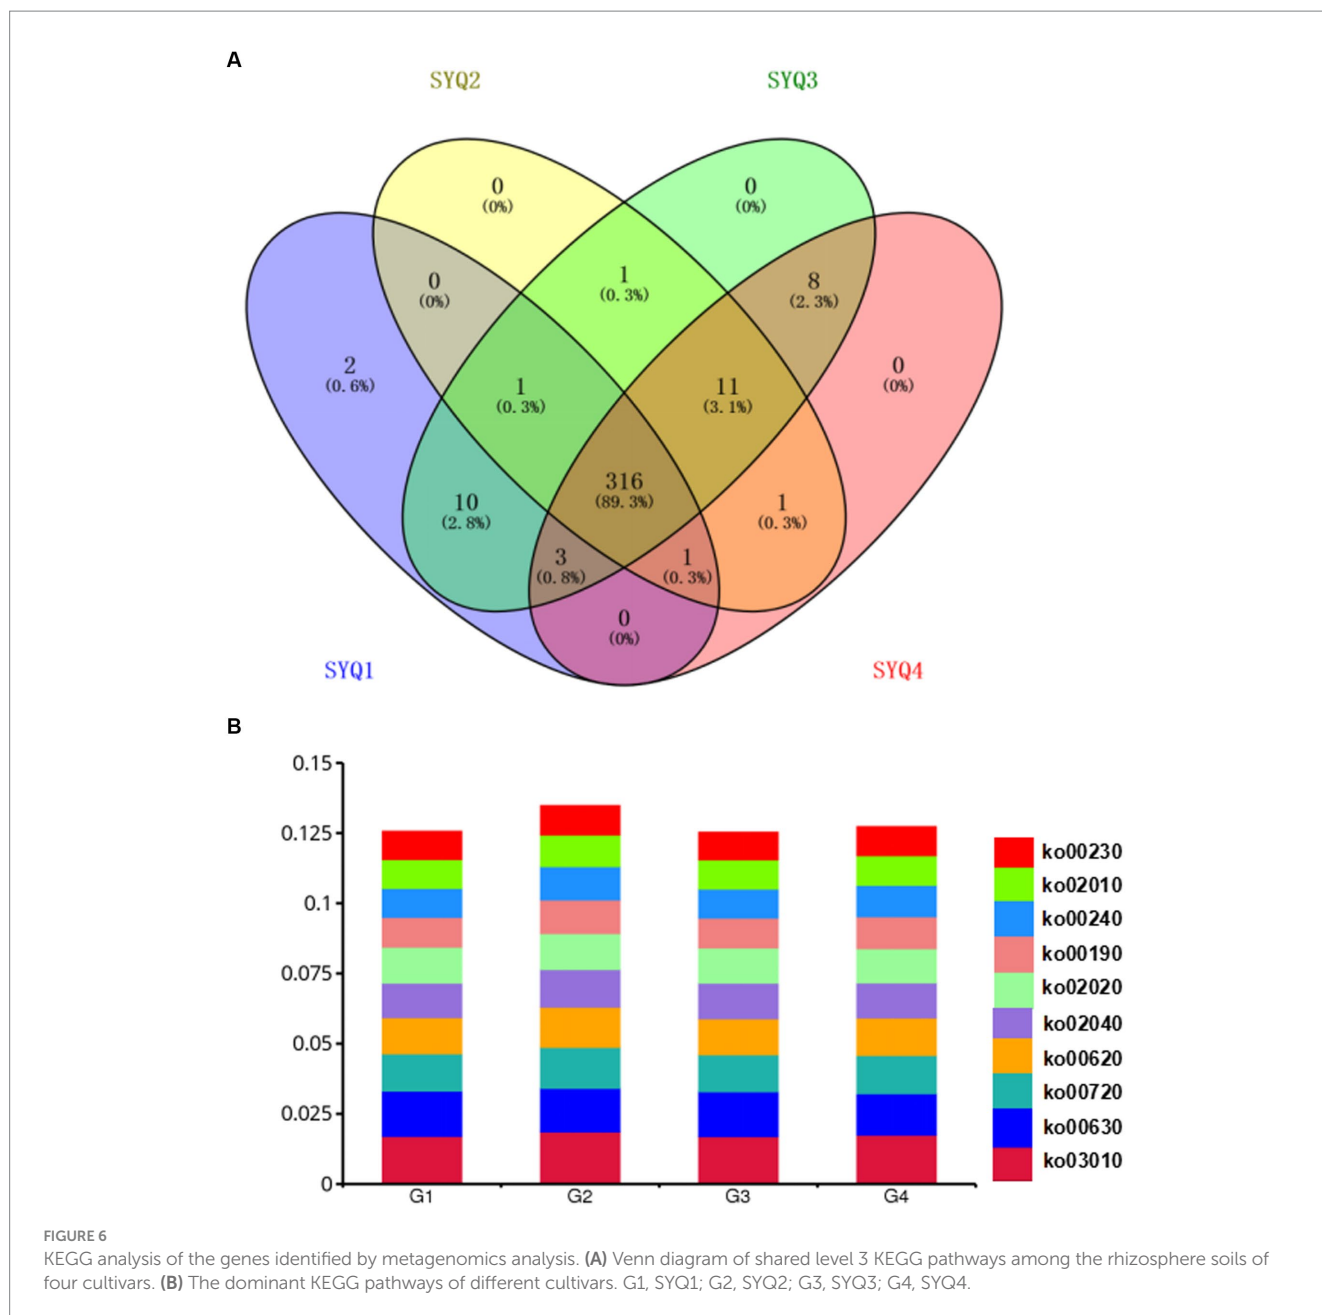 A
SYQ2
SYQ3
0
(0%)
0
(0%)
0
(0%)
1
(0.3%)
8
(2.3%)
2
(0.6%)
1
(0.3%)
11
(3.1%)
0
(0%)
10
(2.8%)
316
(89.3%)
1
(0.3%)
3
(0.8%)
1
(0.3%)
0
(0%)
SYQ1
SYQ4
B
0.15
0.125
0.1
0.075
0.05
0.025
0
G1
G2
G3
G4
ko00230
ko02010
ko00240
ko00190
ko02020
ko02040
ko00620
ko00720
ko00630
ko03010
FIGURE 6
KEGG analysis of the genes identified by metagenomics analysis. (A) Venn diagram of shared level 3 KEGG pathways among the rhizosphere soils of
four cultivars. (B) The dominant KEGG pathways of different cultivars. G1, SYQ1; G2, SYQ2; G3, SYQ3; G4, SYQ4.